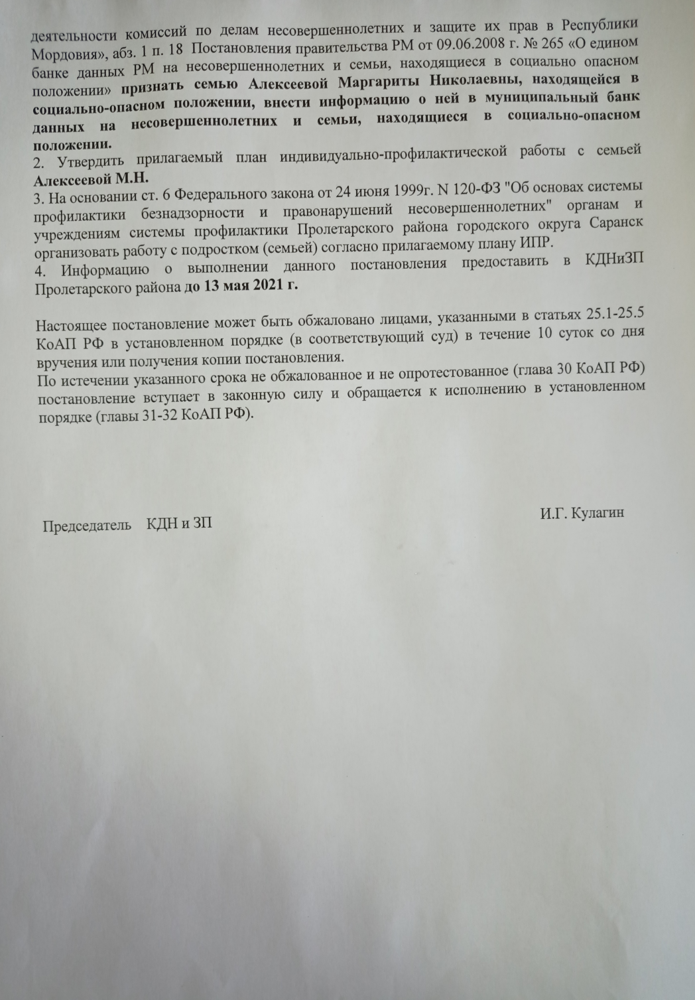 деятельности комиссий по делам несовершеннолетних и защите их прав в Республики
Мордовия», абз. 1 п. 18 Постановления правительства РМ от 09.06.2008 г. № 265 «О едином
банке данных РМ на несовершеннолетних и семьи, находящиеся в социально опасном
положении» признать семью Алексеевой Маргариты Николаевны, находящейся в
социально-опасном положении, внести информацию о ней в муниципальный банк
данных на несовершеннолетних и семьи, находящиеся в социально-опасном
положении.
2. Утвердить прилагаемый план индивидуально-профилактической работы с семьей
Алексеевой М.Н.
3. На основании ст. 6 Федерального закона от 24 июня 1999г. N 120-ФЗ "Об основах системы
профилактики безнадзорности и правонарушений несовершеннолетних" органам и
учреждениям системы профилактики Пролетарского района городского округа Саранск
организовать работу с подростком (семьей) согласно прилагаемому плану ИПР.
4. Информацию о выполнении данного постановления предоставить в КДНиЗП
Пролетарского района до 13 мая 2021 г.
Настоящее постановление может быть обжаловано лицами, указанными в статьях 25.1-25.5
КоАП РФ в установленном порядке (в соответствующий суд) в течение 10 суток со дня
вручения или получения копии постановления.
По истечении указанного срока не обжалованное и не опротестованное (глава 30 КоАП РФ)
постановление вступает в законную силу и обращается к исполнению в установленном
порядке (главы 31-32 КоАП РФ).
Председатель КДН и ЗП И.Г. Кулагин